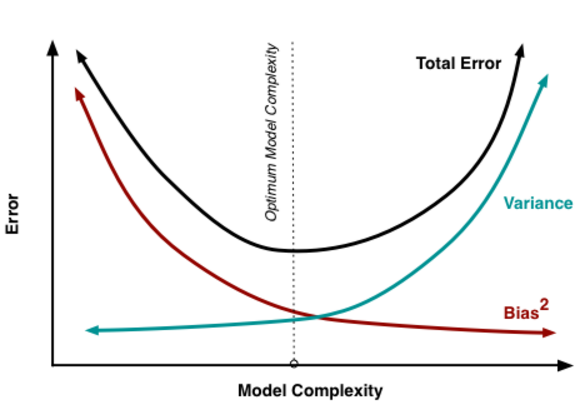 Total Error
Optimum Model Complexity
Variance
Error
Bias²
Model Complexity